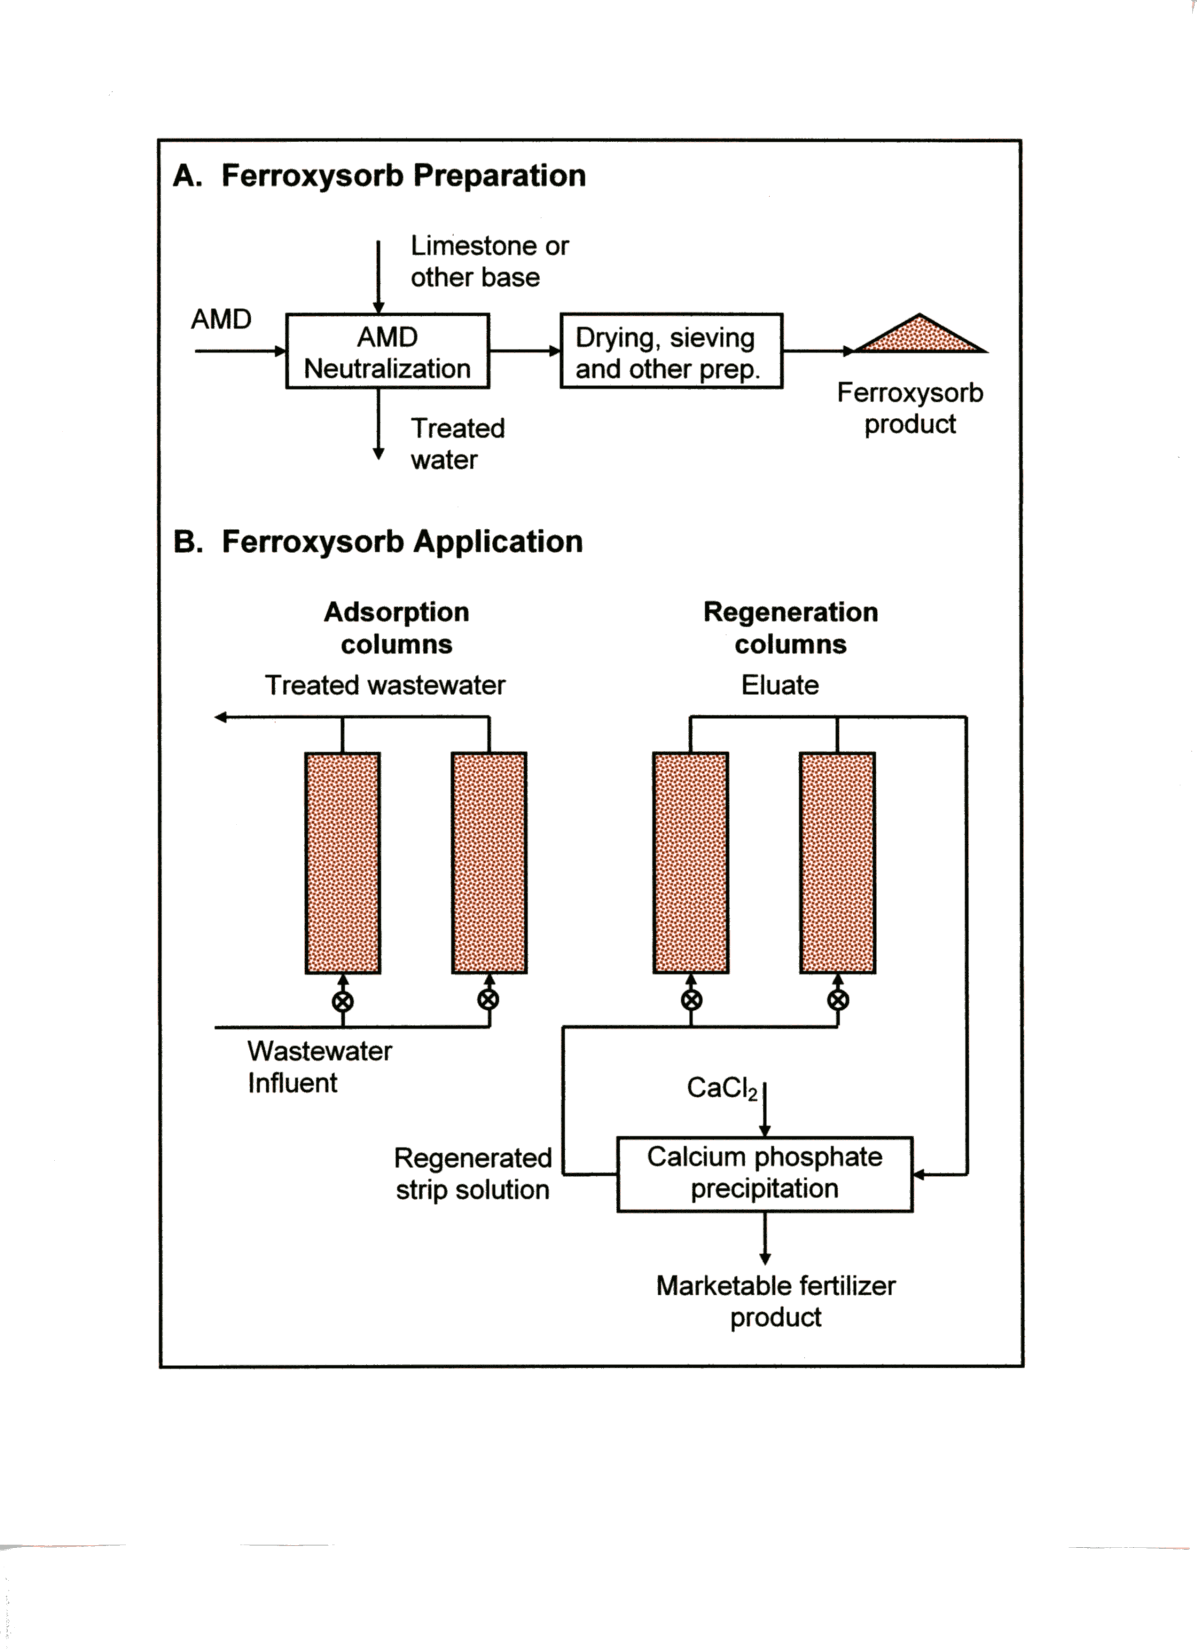 A. Ferroxysorb Preparation
Limestone or
other base
AMD
AMD
Neutralization
Drying, sieving
and other prep.
Ferroxysorb
product
Treated
water
B. Ferroxysorb Application
Adsorption
columns
Regeneration
columns
Treated wastewater
Eluate
Wastewater
Influent
CaCl₂
Regenerated
strip solution
Calcium phosphate
precipitation
Marketable fertilizer
product